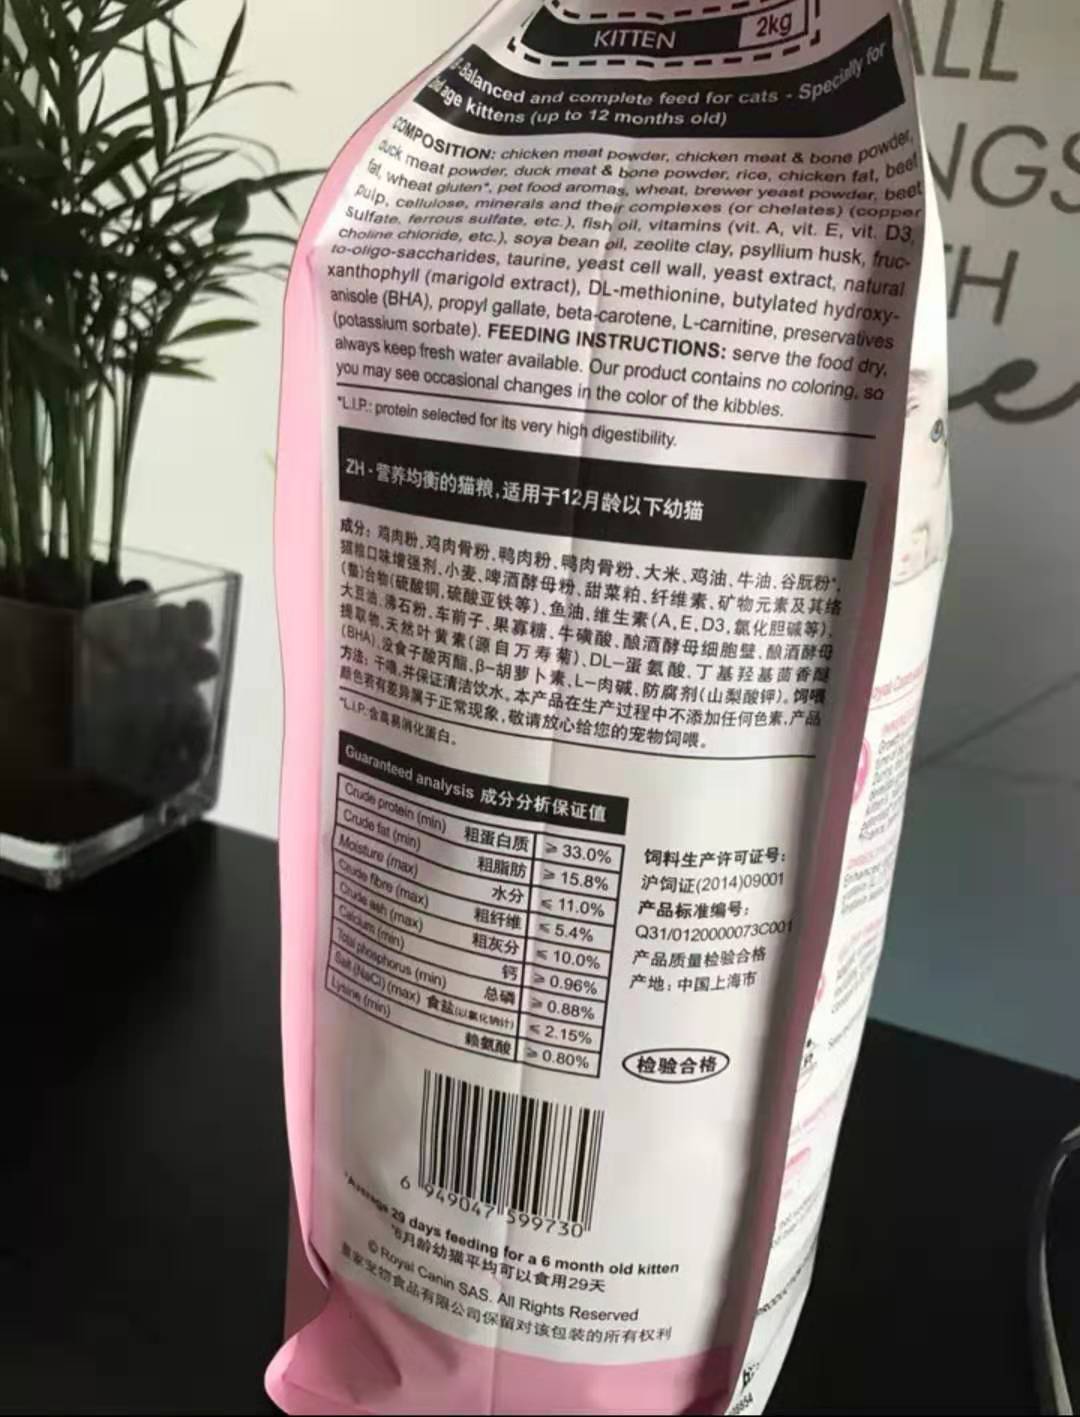 KITTEN
2kg
Balanced and complete feed for cats - Specially for
age kittens (up to 12 months old)
COMPOSITION: chicken meat powder, chicken meat & bone powder,
duck meat powder, duck meat & bone powder, rice, chicken fat, beef
fat, wheat gluten*, pet food aromas, wheat, brewer yeast powder, beet
pulp, cellulose, minerals and their complexes (or chelates) (copper
sulfate, ferrous sulfate, etc.), fish oil, vitamins (vit. A, vit. E, vit. D3,
choline chloride, etc.), soya bean oil, zeolite clay, psyllium husk, fruc-
to-oligo-saccharides, taurine, yeast cell wall, yeast extract, natural
xanthophyll (marigold extract), DL-methionine, butylated hydroxy-
anisole (BHA), propyl gallate, beta-carotene, L-carnitine, preservatives
(potassium sorbate). FEEDING INSTRUCTIONS: serve the food dry,
always keep fresh water available. Our product contains no coloring, so
you may see occasional changes in the color of the kibbles.
*L.I.P.: protein selected for its very high digestibility.
ZH - 营养均衡的猫粮,适用于12月龄以下幼猫
成分: 鸡肉粉、鸡肉骨粉、鸭肉粉、鸭肉骨粉、大米、鸡油、牛油、谷朊粉*、
猫粮口味增强剂、小麦、啤酒酵母粉、甜菜粕、纤维素、矿物元素及其络
(螯)合物(硫酸铜、硫酸亚铁等)、鱼油、维生素(A,E,D3,氯化胆碱等)、
大豆油、沸石粉、车前子、果寡糖、牛磺酸、酿酒酵母细胞壁、酿酒酵母
提取物、天然叶黄素(源自万寿菊)、DL-蛋氨酸、丁基羟基茴香醚
(BHA)、没食子酸丙酯、β-胡萝卜素、L-肉碱、防腐剂(山梨酸钾)。饲喂
方法: 干喂,并保证清洁饮水。本产品在生产过程中不添加任何色素,产品
颜色若有差异属于正常现象,敬请放心给您的宠物饲喂。
*L.I.P.:含高易消化蛋白。
Guaranteed analysis 成分分析保证值
Crude protein (min) 粗蛋白质 ≥ 33.0%
Crude fat (min) 粗脂肪 ≥ 15.8%
Moisture (max) 水分 ≤ 11.0%
Crude fibre (max) 粗纤维 ≤ 5.4%
Crude ash (max) 粗灰分 ≤ 10.0%
Calcium (min) 钙 ≥ 0.96%
Total phosphorus (min) 总磷 ≥ 0.88%
Salt (NaCl) (max) 食盐(以氯化钠计) ≤ 2.15%
Lysine (min) 赖氨酸 ≥ 0.80%
饲料生产许可证号:
沪饲证(2014)09001
产品标准编号:
Q31/0120000073C001
产品质量检验合格
产地: 中国上海市
检验合格
6 949047 599730
*Average 29 days feeding for a 6 month old kitten
*6月龄幼猫平均可以食用29天
© Royal Canin SAS. All Rights Reserved
皇家宠物食品有限公司保留对该包装的所有权利
ALL
NGS
TH